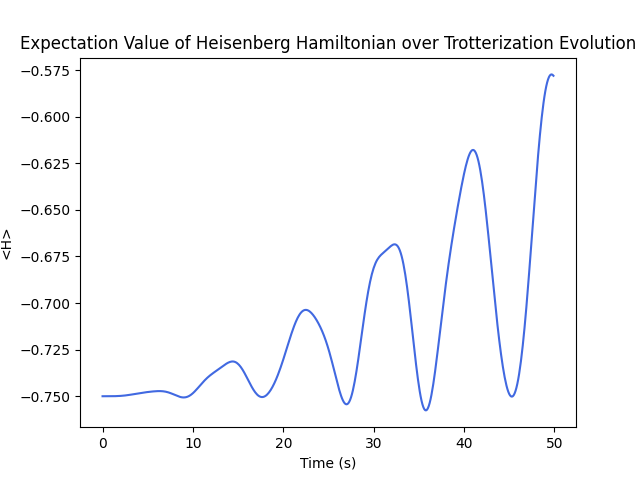 Expectation Value of Heisenberg Hamiltonian over Trotterization Evolution
−0.575
−0.600
−0.625
−0.650
−0.675
−0.700
−0.725
−0.750
<H>
0 10 20 30 40 50
Time (s)